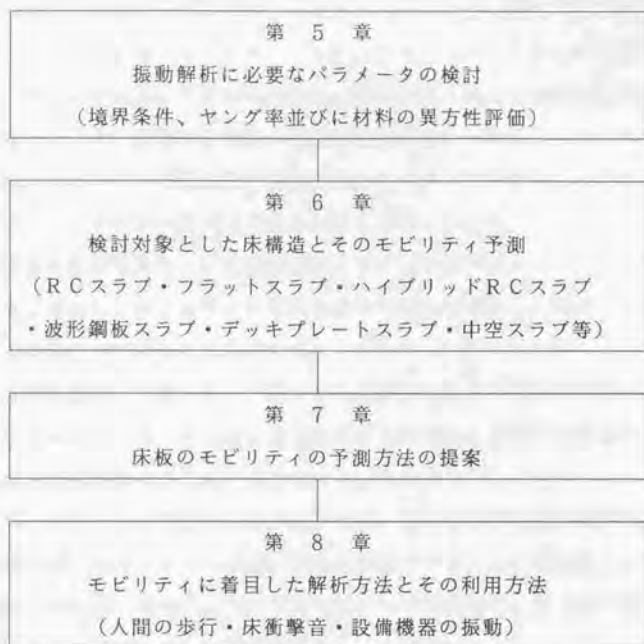 第 5 章
振動解析に必要なパラメータの検討
(境界条件、ヤング率並びに材料の異方性評価)
第 6 章
検討対象とした床構造とそのモビリティ予測
(RCスラブ・フラットスラブ・ハイブリッドRCスラブ
・波形鋼板スラブ・デッキプレートスラブ・中空スラブ等)
第 7 章
床板のモビリティの予測方法の提案
第 8 章
モビリティに着目した解析方法とその利用方法
(人間の歩行・床衝撃音・設備機器の振動)